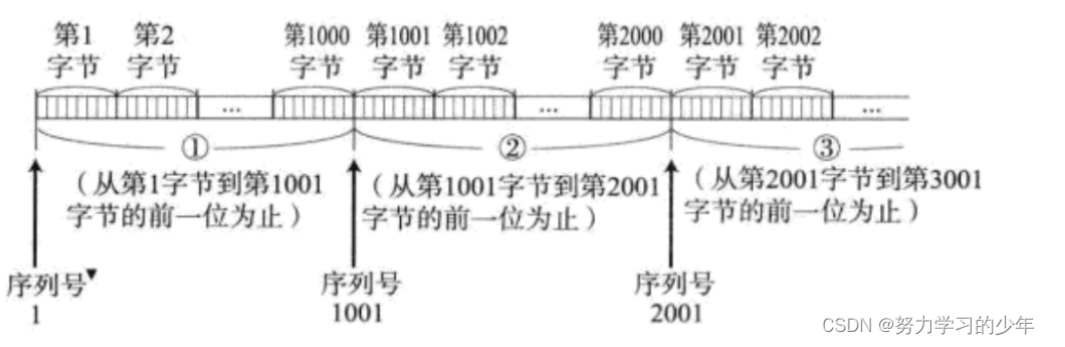 第1 第2 第1000 第1001 第1002 第2000 第2001 第2002
字节 字节 字节 字节 字节 字节 字节 字节
... ... ...
① ② ③
(从第1字节到第1001
字节的前一位为止)
(从第1001字节到第2001
字节的前一位为止)
(从第2001字节到第3001
字节的前一位为止)
序列号▼ 序列号 序列号
1 1001 2001
CSDN @努力学习的少年